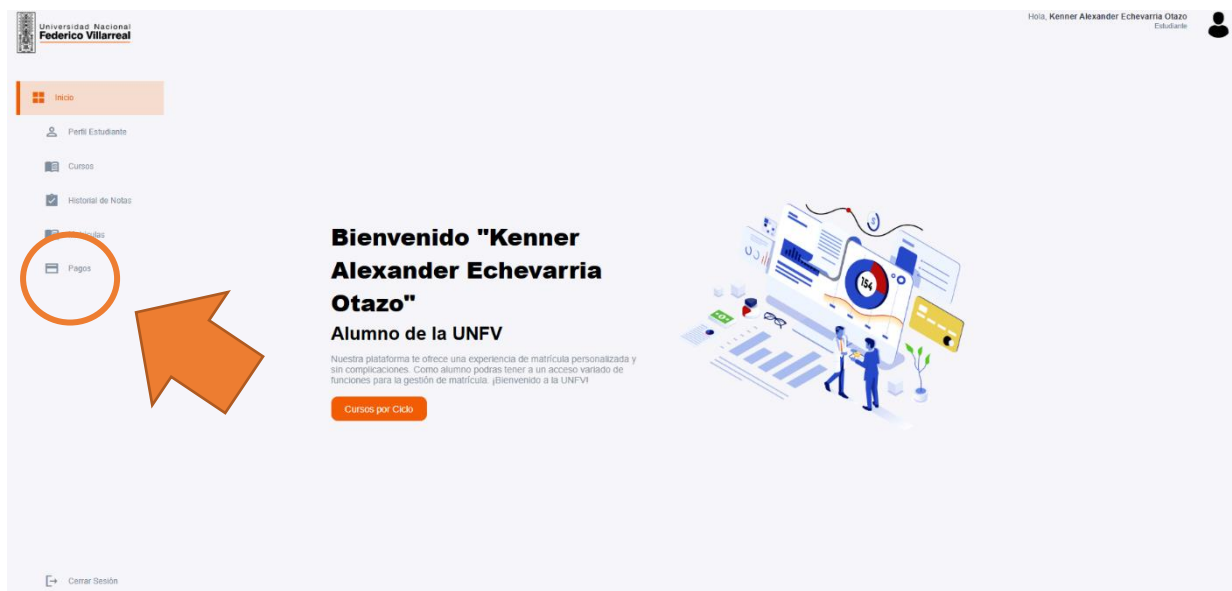 Universidad Nacional
Federico Villarreal
Hola, Kenner Alexander Echevarria Otazo
Estudiante
Inicio
Perfil Estudiante
Cursos
Historial de Notas
Pagos
Bienvenido "Kenner
Alexander Echevarria
Otazo"
Alumno de la UNFV
Nuestra plataforma te ofrece una experiencia de matrícula personalizada y
sin complicaciones. Como alumno podras tener a un acceso variado de
funciones para la gestión de matrícula. ¡Bienvenido a la UNFV!
Cursos por Ciclo
154
Cerrar Sesión